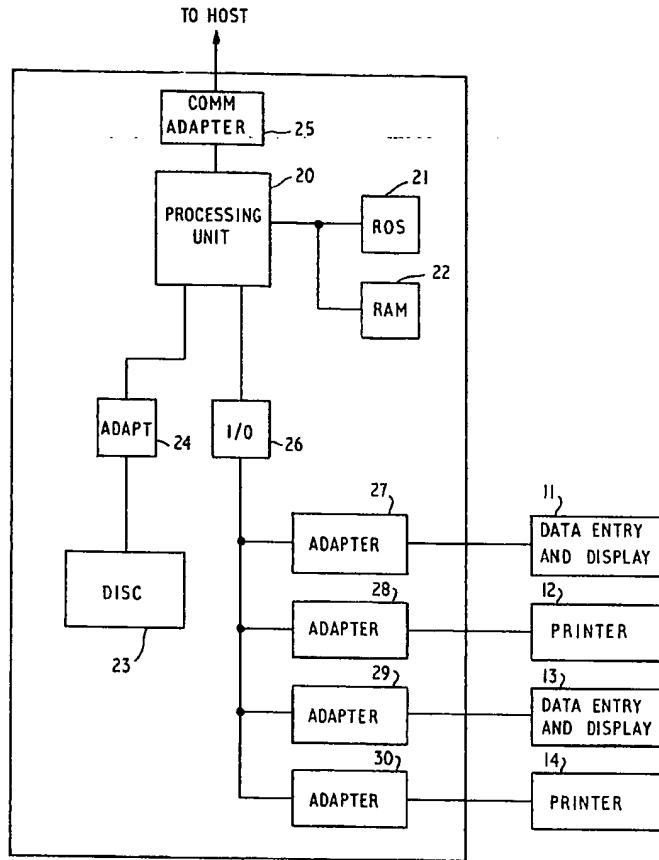 TO HOST
COMM
ADAPTER
25
20
PROCESSING
UNIT
21
ROS
22
RAM
ADAPT
24
I/O
26
DISC
23
27
ADAPTER
11
DATA ENTRY
AND DISPLAY
28
ADAPTER
12
PRINTER
29
ADAPTER
13
DATA ENTRY
AND DISPLAY
30
ADAPTER
14
PRINTER